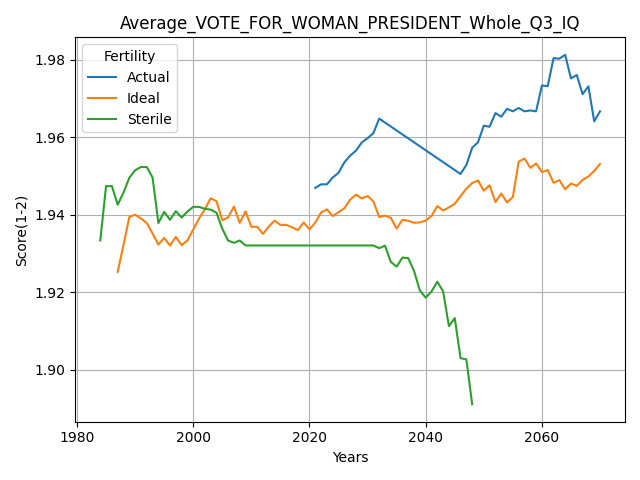 Average_VOTE_FOR_WOMAN_PRESIDENT_Whole_Q3_IQ
Fertility
Actual
Ideal
Sterile
Score(1-2)
1.98
1.96
1.94
1.92
1.90
1980
2000
2020
2040
2060
Years